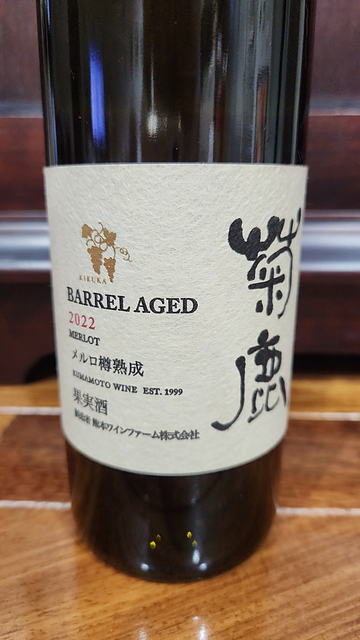 KIKUKA
BARREL AGED
2022
MERLOT
メルロ樽熟成
KUMAMOTO WINE EST. 1999
果実酒
製造者 熊本ワインファーム株式会社
菊鹿